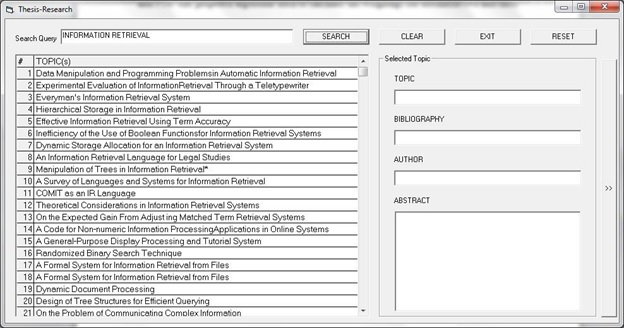 Thesis-Research
Search Query INFORMATION RETRIEVAL SEARCH CLEAR EXIT RESET
# TOPIC(s)
1 Data Manipulation and Programming Problemsin Automatic Information Retrieval
2 Experimental Evaluation of InformationRetrieval Through a Teletypewriter
3 Everyman's Information Retrieval System
4 Hierarchical Storage in Information Retrieval
5 Effective Information Retrieval Using Term Accuracy
6 Inefficiency of the Use of Boolean Functionsfor Information Retrieval Systems
7 Dynamic Storage Allocation for an Information Retrieval System
8 An Information Retrieval Language for Legal Studies
9 Manipulation of Trees in Information Retrieval*
10 A Survey of Languages and Systems for Information Retrieval
11 COMIT as an IR Language
12 Theoretical Considerations in Information Retrieval Systems
13 On the Expected Gain From Adjusting Matched Term Retrieval Systems
14 A Code for Non-numeric Information ProcessingApplications in Online Systems
15 A General-Purpose Display Processing and Tutorial System
16 Randomized Binary Search Technique
17 A Formal System for Information Retrieval from Files
18 A Formal System for Information Retrieval from Files
19 Dynamic Document Processing
20 Design of Tree Structures for Efficient Querying
21 On the Problem of Communicating Complex Information
Selected Topic
TOPIC
BIBLIOGRAPHY
AUTHOR
ABSTRACT
>>